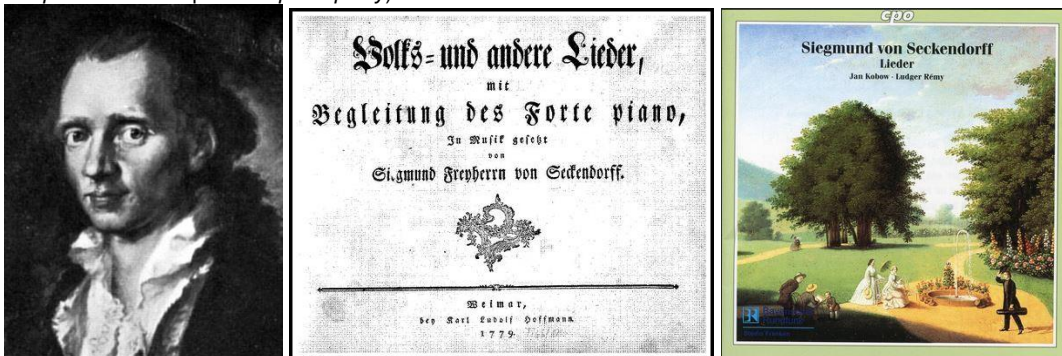 Volks- und andere Lieder,
mit
Begleitung des Forte piano,
In Musik gesetzt
von
Sigmund Freyherrn von Seckendorff.
Weimar,
bey Karl Ludolf Hoffmann.
1779.
cpo
Siegmund von Seckendorff
Lieder
Jan Kobow · Ludger Rémy